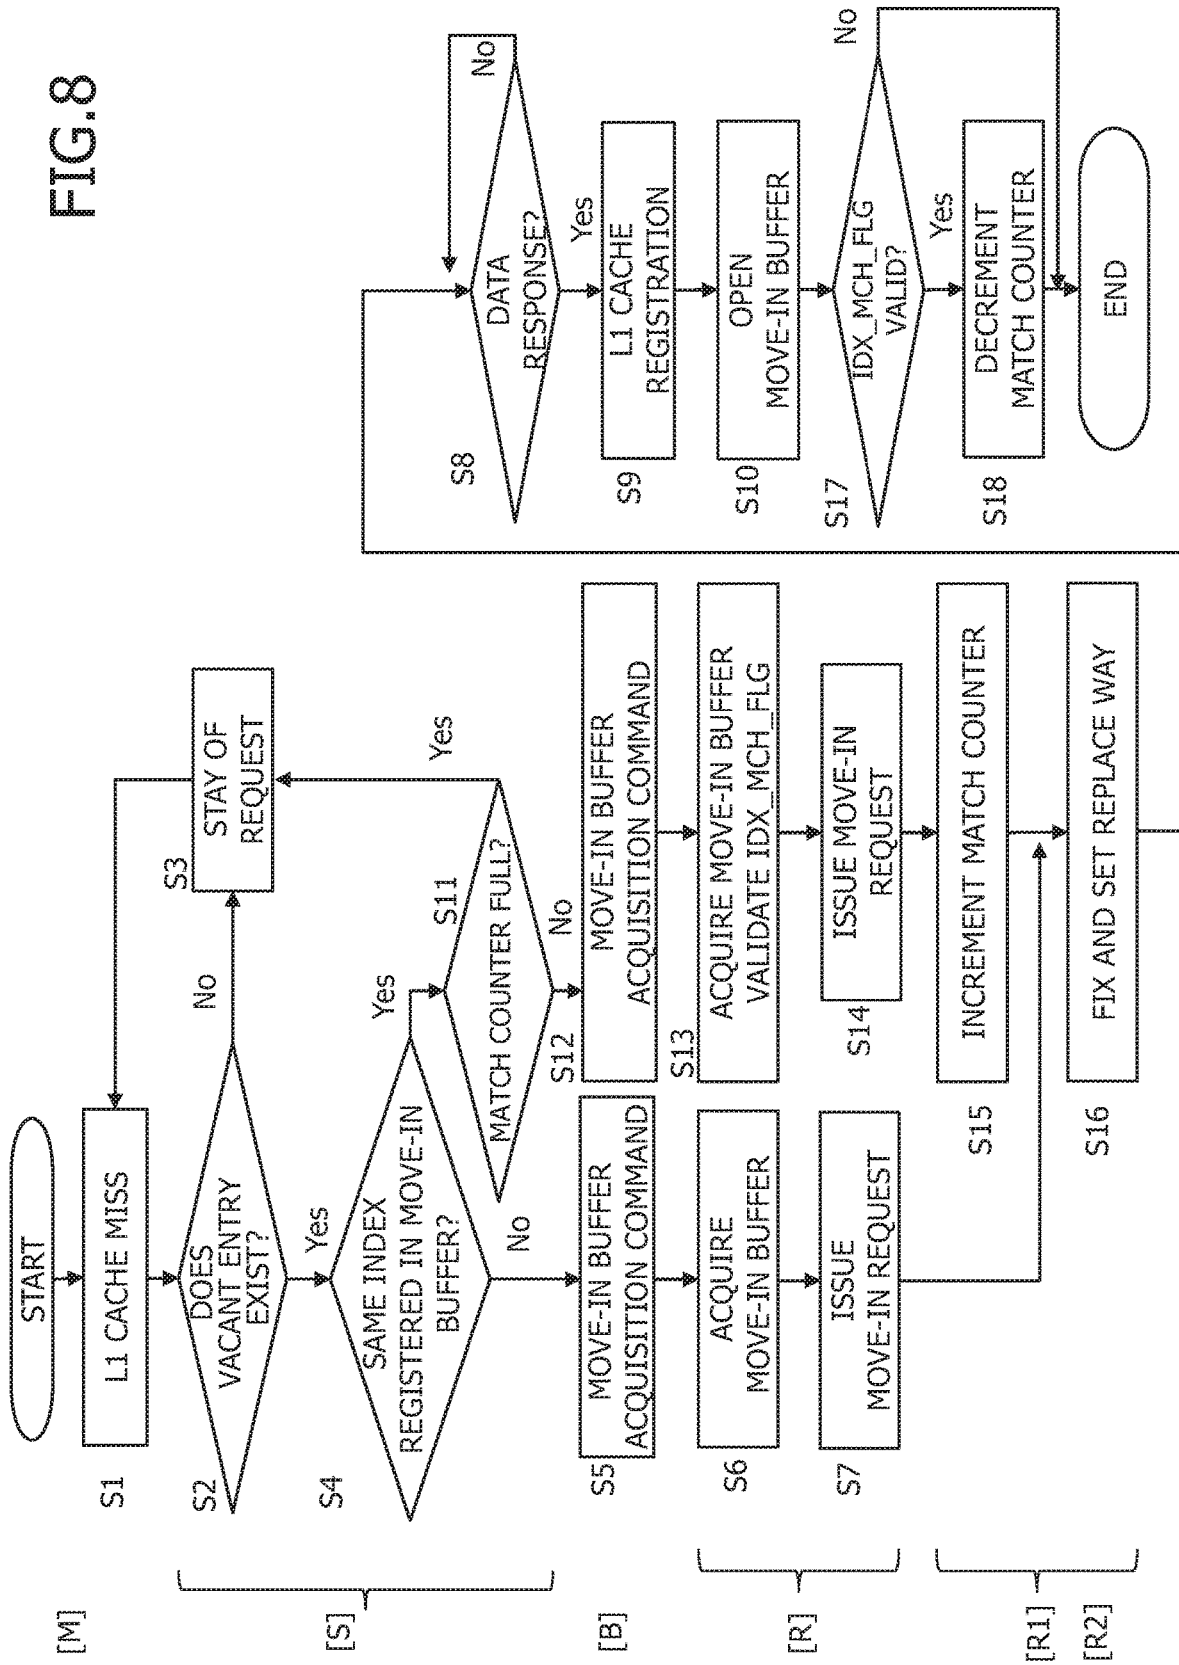 FIG.8
[M]
[S]
[B]
[R]
[R1]
[R2]
START
S1
L1 CACHE MISS
S2
DOES
VACANT ENTRY
EXIST?
No
Yes
S3
STAY OF
REQUEST
S4
SAME INDEX
REGISTERED IN MOVE-IN
BUFFER?
Yes
No
S11
MATCH COUNTER FULL?
Yes
No
S5
MOVE-IN BUFFER
ACQUISITION COMMAND
S6
ACQUIRE
MOVE-IN BUFFER
S7
ISSUE
MOVE-IN REQUEST
S12
MOVE-IN BUFFER
ACQUISITION COMMAND
S13
ACQUIRE MOVE-IN BUFFER
VALIDATE IDX_MCH_FLG
S14
ISSUE MOVE-IN
REQUEST
S15
INCREMENT MATCH COUNTER
S16
FIX AND SET REPLACE WAY
S8
DATA
RESPONSE?
No
Yes
S9
L1 CACHE
REGISTRATION
S10
OPEN
MOVE-IN BUFFER
S17
IDX_MCH_FLG
VALID?
No
Yes
S18
DECREMENT
MATCH COUNTER
END